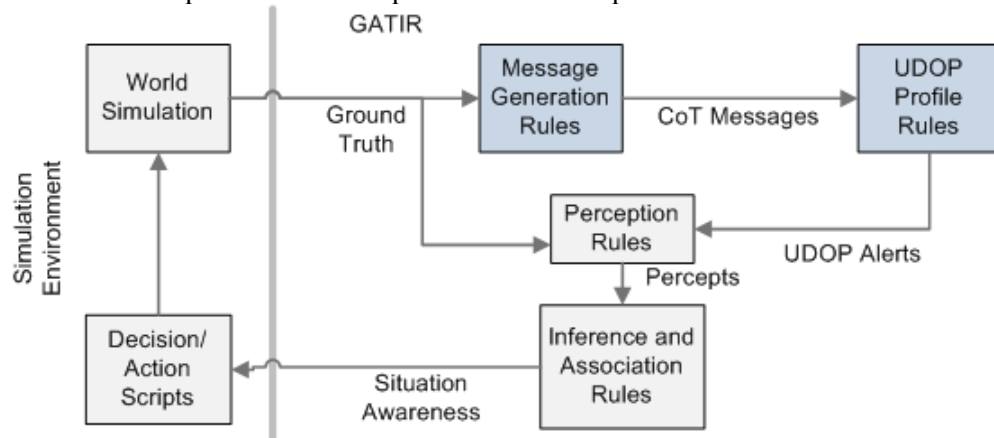 GATIR
World
Simulation
Message
Generation
Rules
UDOP
Profile
Rules
Ground
Truth
CoT Messages
Simulation
Environment
Perception
Rules
UDOP Alerts
Percepts
Decision/
Action
Scripts
Inference and
Association
Rules
Situation
Awareness